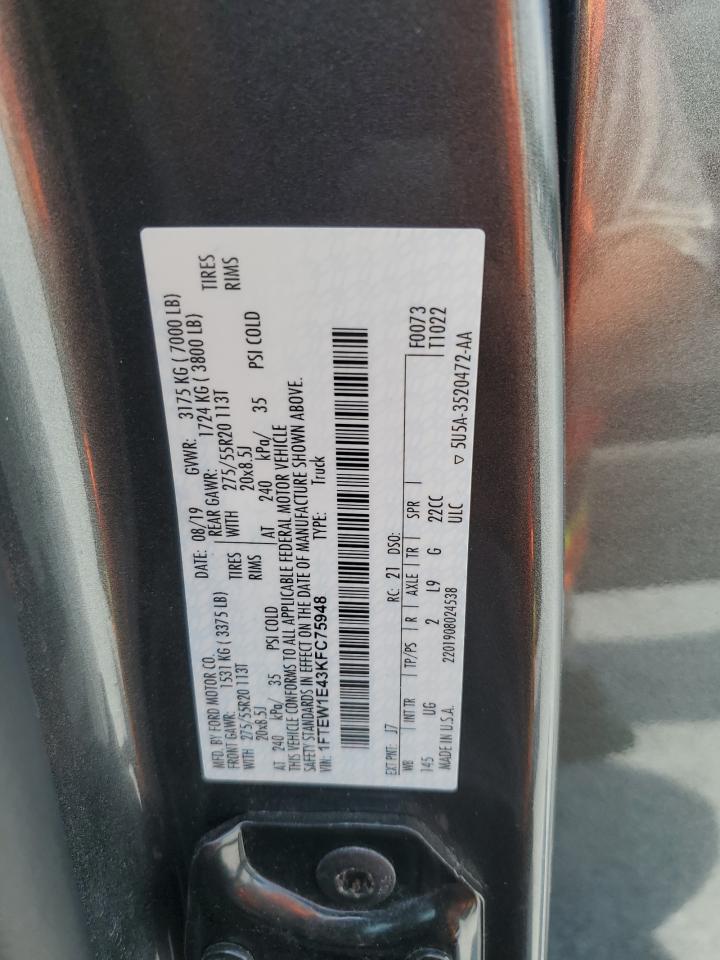 MFD. BY FORD MOTOR CO.
DATE: 08/19 GVWR: 3175 KG ( 7000 LB)
FRONT GAWR: 1531 KG ( 3375 LB) REAR GAWR: 1724 KG ( 3800 LB)
WITH 275/55R20 113T TIRES WITH 275/55R20 113T TIRES
20x8.5J RIMS 20x8.5J RIMS
AT 240 kPa/ 35 PSI COLD AT 240 kPa/ 35 PSI COLD
THIS VEHICLE CONFORMS TO ALL APPLICABLE FEDERAL MOTOR VEHICLE
SAFETY STANDARDS IN EFFECT ON THE DATE OF MANUFACTURE SHOWN ABOVE.
VIN: 1FTEW1E43KFC75948 TYPE: Truck
EXT PNT: J7 RC: 21 DSO: F0073
WB INT TR TP/PS R AXLE TR SPR T1022
145 UG 2 L9 G 22CC
MADE IN U.S.A. 2201908024538 ULC
▽ 5U5A-3520472-AA